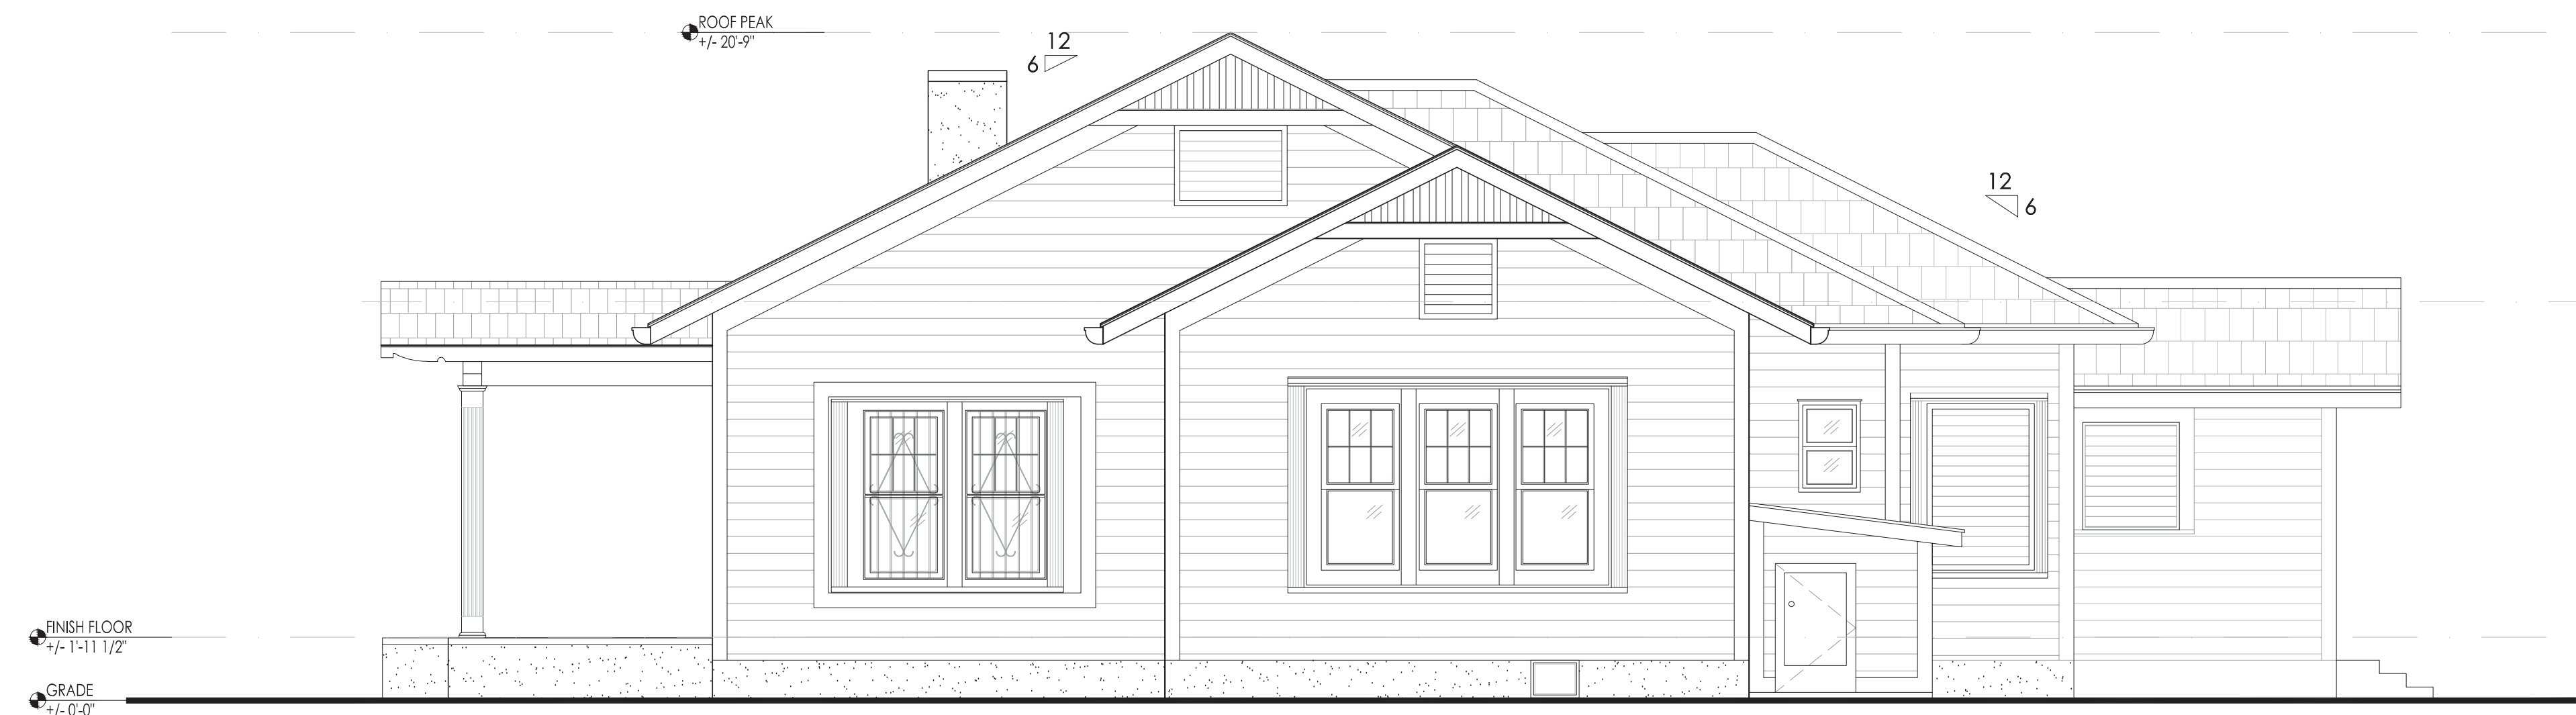 ROOF PEAK
+/- 20'-9"
12
6
12
6
FINISH FLOOR
+/- 1'-11 1/2"
GRADE
+/- 0'-0"